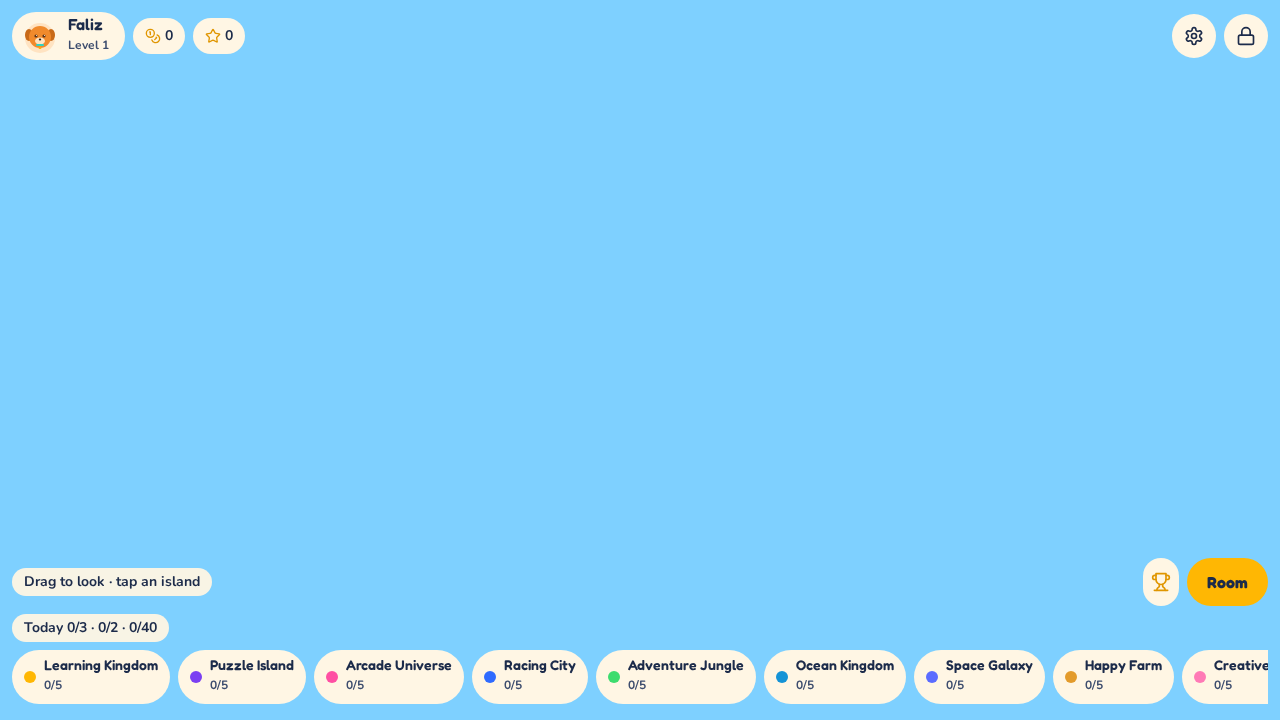 Faliz
Level 1
0
0
Drag to look · tap an island
Room
Today 0/3 · 0/2 · 0/40
Learning Kingdom
0/5
Puzzle Island
0/5
Arcade Universe
0/5
Racing City
0/5
Adventure Jungle
0/5
Ocean Kingdom
0/5
Space Galaxy
0/5
Happy Farm
0/5
Creative
0/5